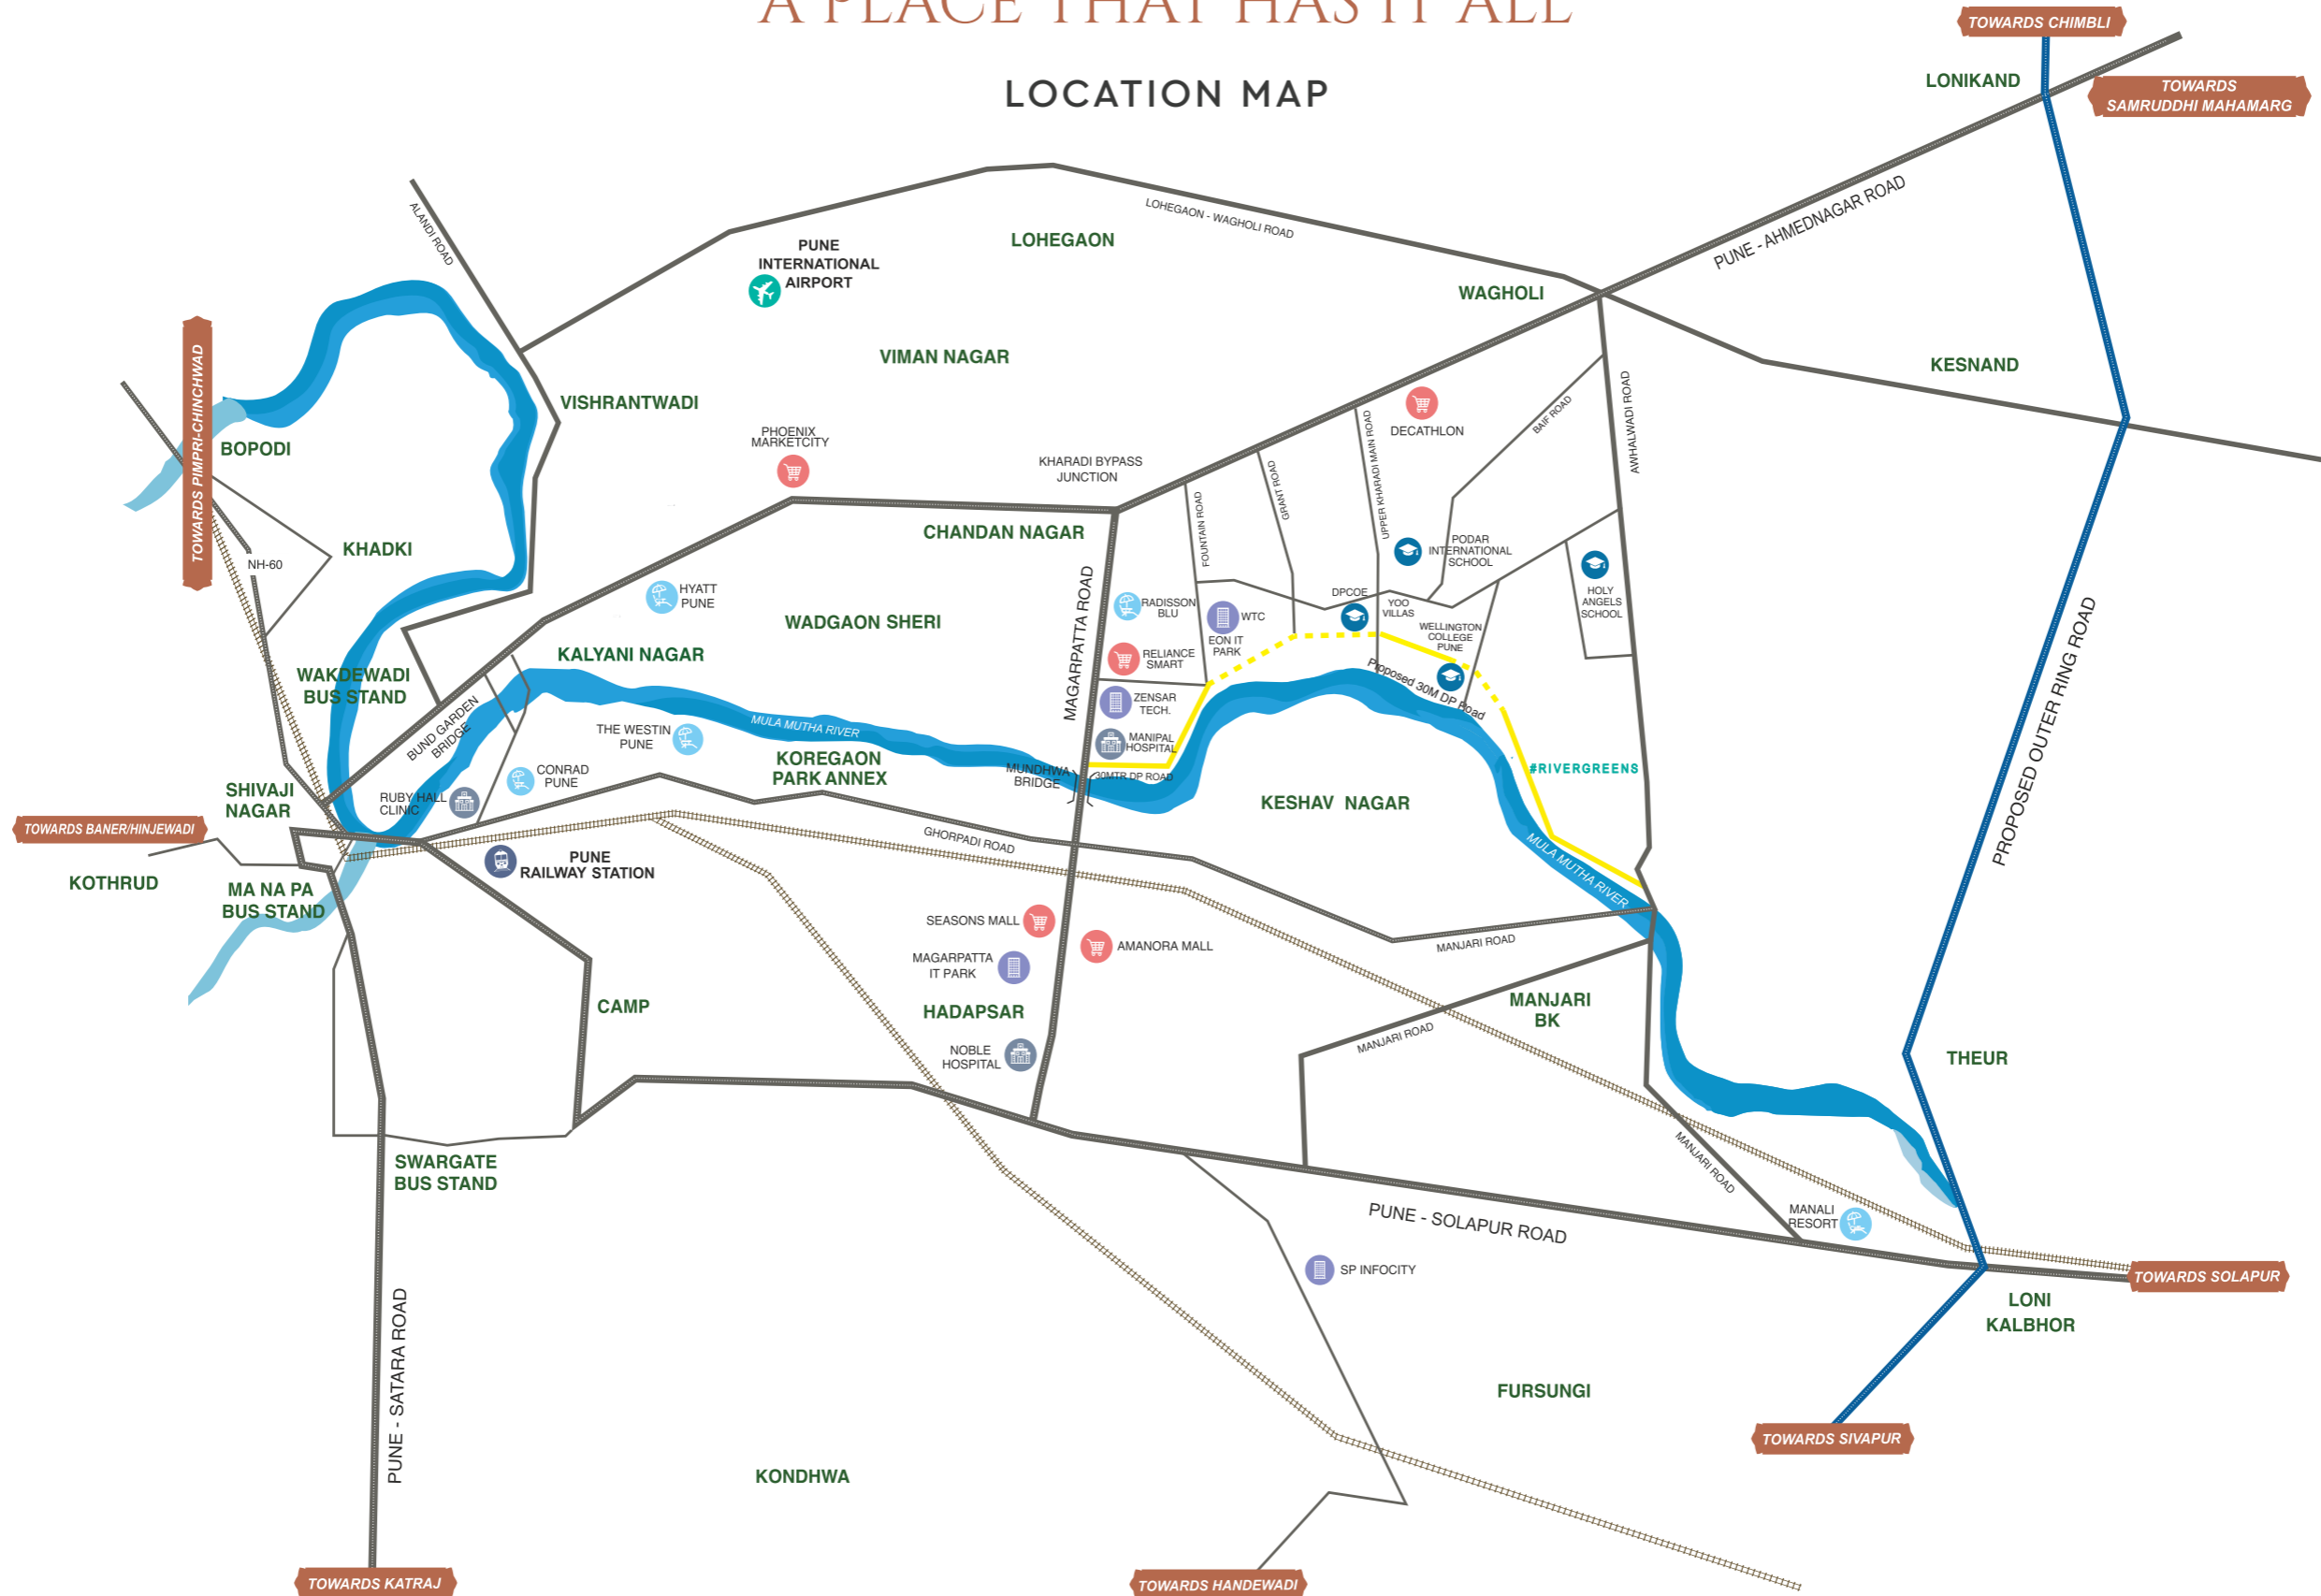 A PLACE THAT HAS IT ALL
LOCATION MAP
TOWARDS CHIMBLI
LONIKAND
TOWARDS
SAMRUDDHI MAHAMARG
PUNE - AHMEDNAGAR ROAD
ALANDI ROAD
LOHEGAON - WAGHOLI ROAD
LOHEGAON
PUNE
INTERNATIONAL
AIRPORT
WAGHOLI
KESNAND
VIMAN NAGAR
VISHRANTWADI
TOWARDS PIMPRI-CHINCHWAD
BOPODI
PHOENIX
MARKETCITY
KHARADI BYPASS
JUNCTION
DECATHLON
BAIF ROAD
AWHALWADI ROAD
UPPER KHARADI MAIN ROAD
GRANT ROAD
FOUNTAIN ROAD
CHANDAN NAGAR
KHADKI
NH-60
PODAR
INTERNATIONAL
SCHOOL
HOLY
ANGELS
SCHOOL
HYATT
PUNE
WADGAON SHERI
MAGARPATTA ROAD
RADISSON
BLU
WTC
EON IT
PARK
DPCOE
YOO
VILLAS
WELLINGTON
COLLEGE
PUNE
RELIANCE
SMART
KALYANI NAGAR
WAKDEWADI
BUS STAND
Proposed 30M DP Road
ZENSAR
TECH.
MANIPAL
HOSPITAL
30MTR DP ROAD
BUND GARDEN
BRIDGE
THE WESTIN
PUNE
MULA MUTHA RIVER
KOREGAON
PARK ANNEX
MUNDHWA
BRIDGE
CONRAD
PUNE
RUBY HALL
CLINIC
#RIVERGREENS
KESHAV NAGAR
SHIVAJI
NAGAR
TOWARDS BANER/HINJEWADI
KOTHRUD
MA NA PA
BUS STAND
PUNE
RAILWAY STATION
GHORPADI ROAD
MULA MUTHA RIVER
PROPOSED OUTER RING ROAD
SEASONS MALL
AMANORA MALL
MAGARPATTA
IT PARK
MANJARI ROAD
CAMP
HADAPSAR
MANJARI
BK
MANJARI ROAD
NOBLE
HOSPITAL
THEUR
MANJARI ROAD
SWARGATE
BUS STAND
PUNE - SOLAPUR ROAD
MANALI
RESORT
SP INFOCITY
TOWARDS SOLAPUR
LONI
KALBHOR
PUNE - SATARA ROAD
FURSUNGI
TOWARDS SIVAPUR
KONDHWA
TOWARDS KATRAJ
TOWARDS HANDEWADI